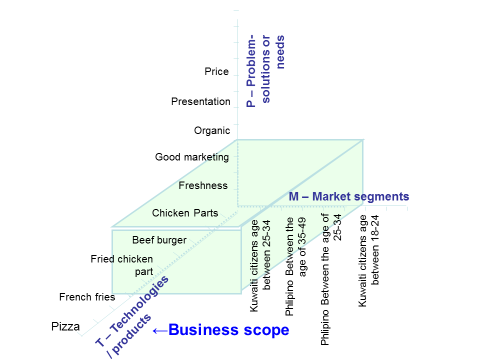 P – Problem-
solutions or
needs
Price
Presentation
Organic
Good marketing
Freshness
M – Market segments
Chicken Parts
Kuwaiti citizens age
between 25-34
Phlipino Between the
age of 35-49
Philipino Between the age of
25-34
Kuwaiti citizens age
between 18-24
Beef burger
Fried chicken
part
French fries
Pizza
T – Technologies
/ products
←Business scope